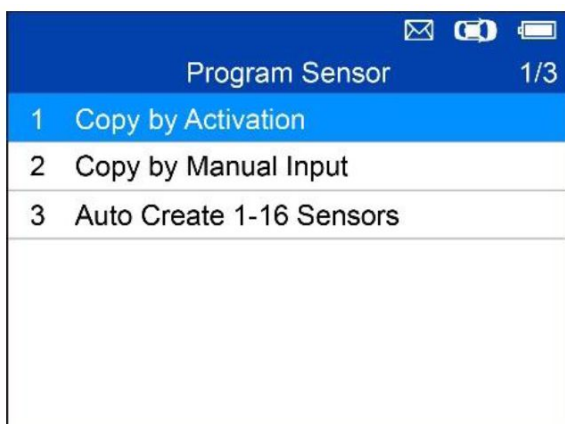 Program Sensor 1/3
1 Copy by Activation
2 Copy by Manual Input
3 Auto Create 1-16 Sensors